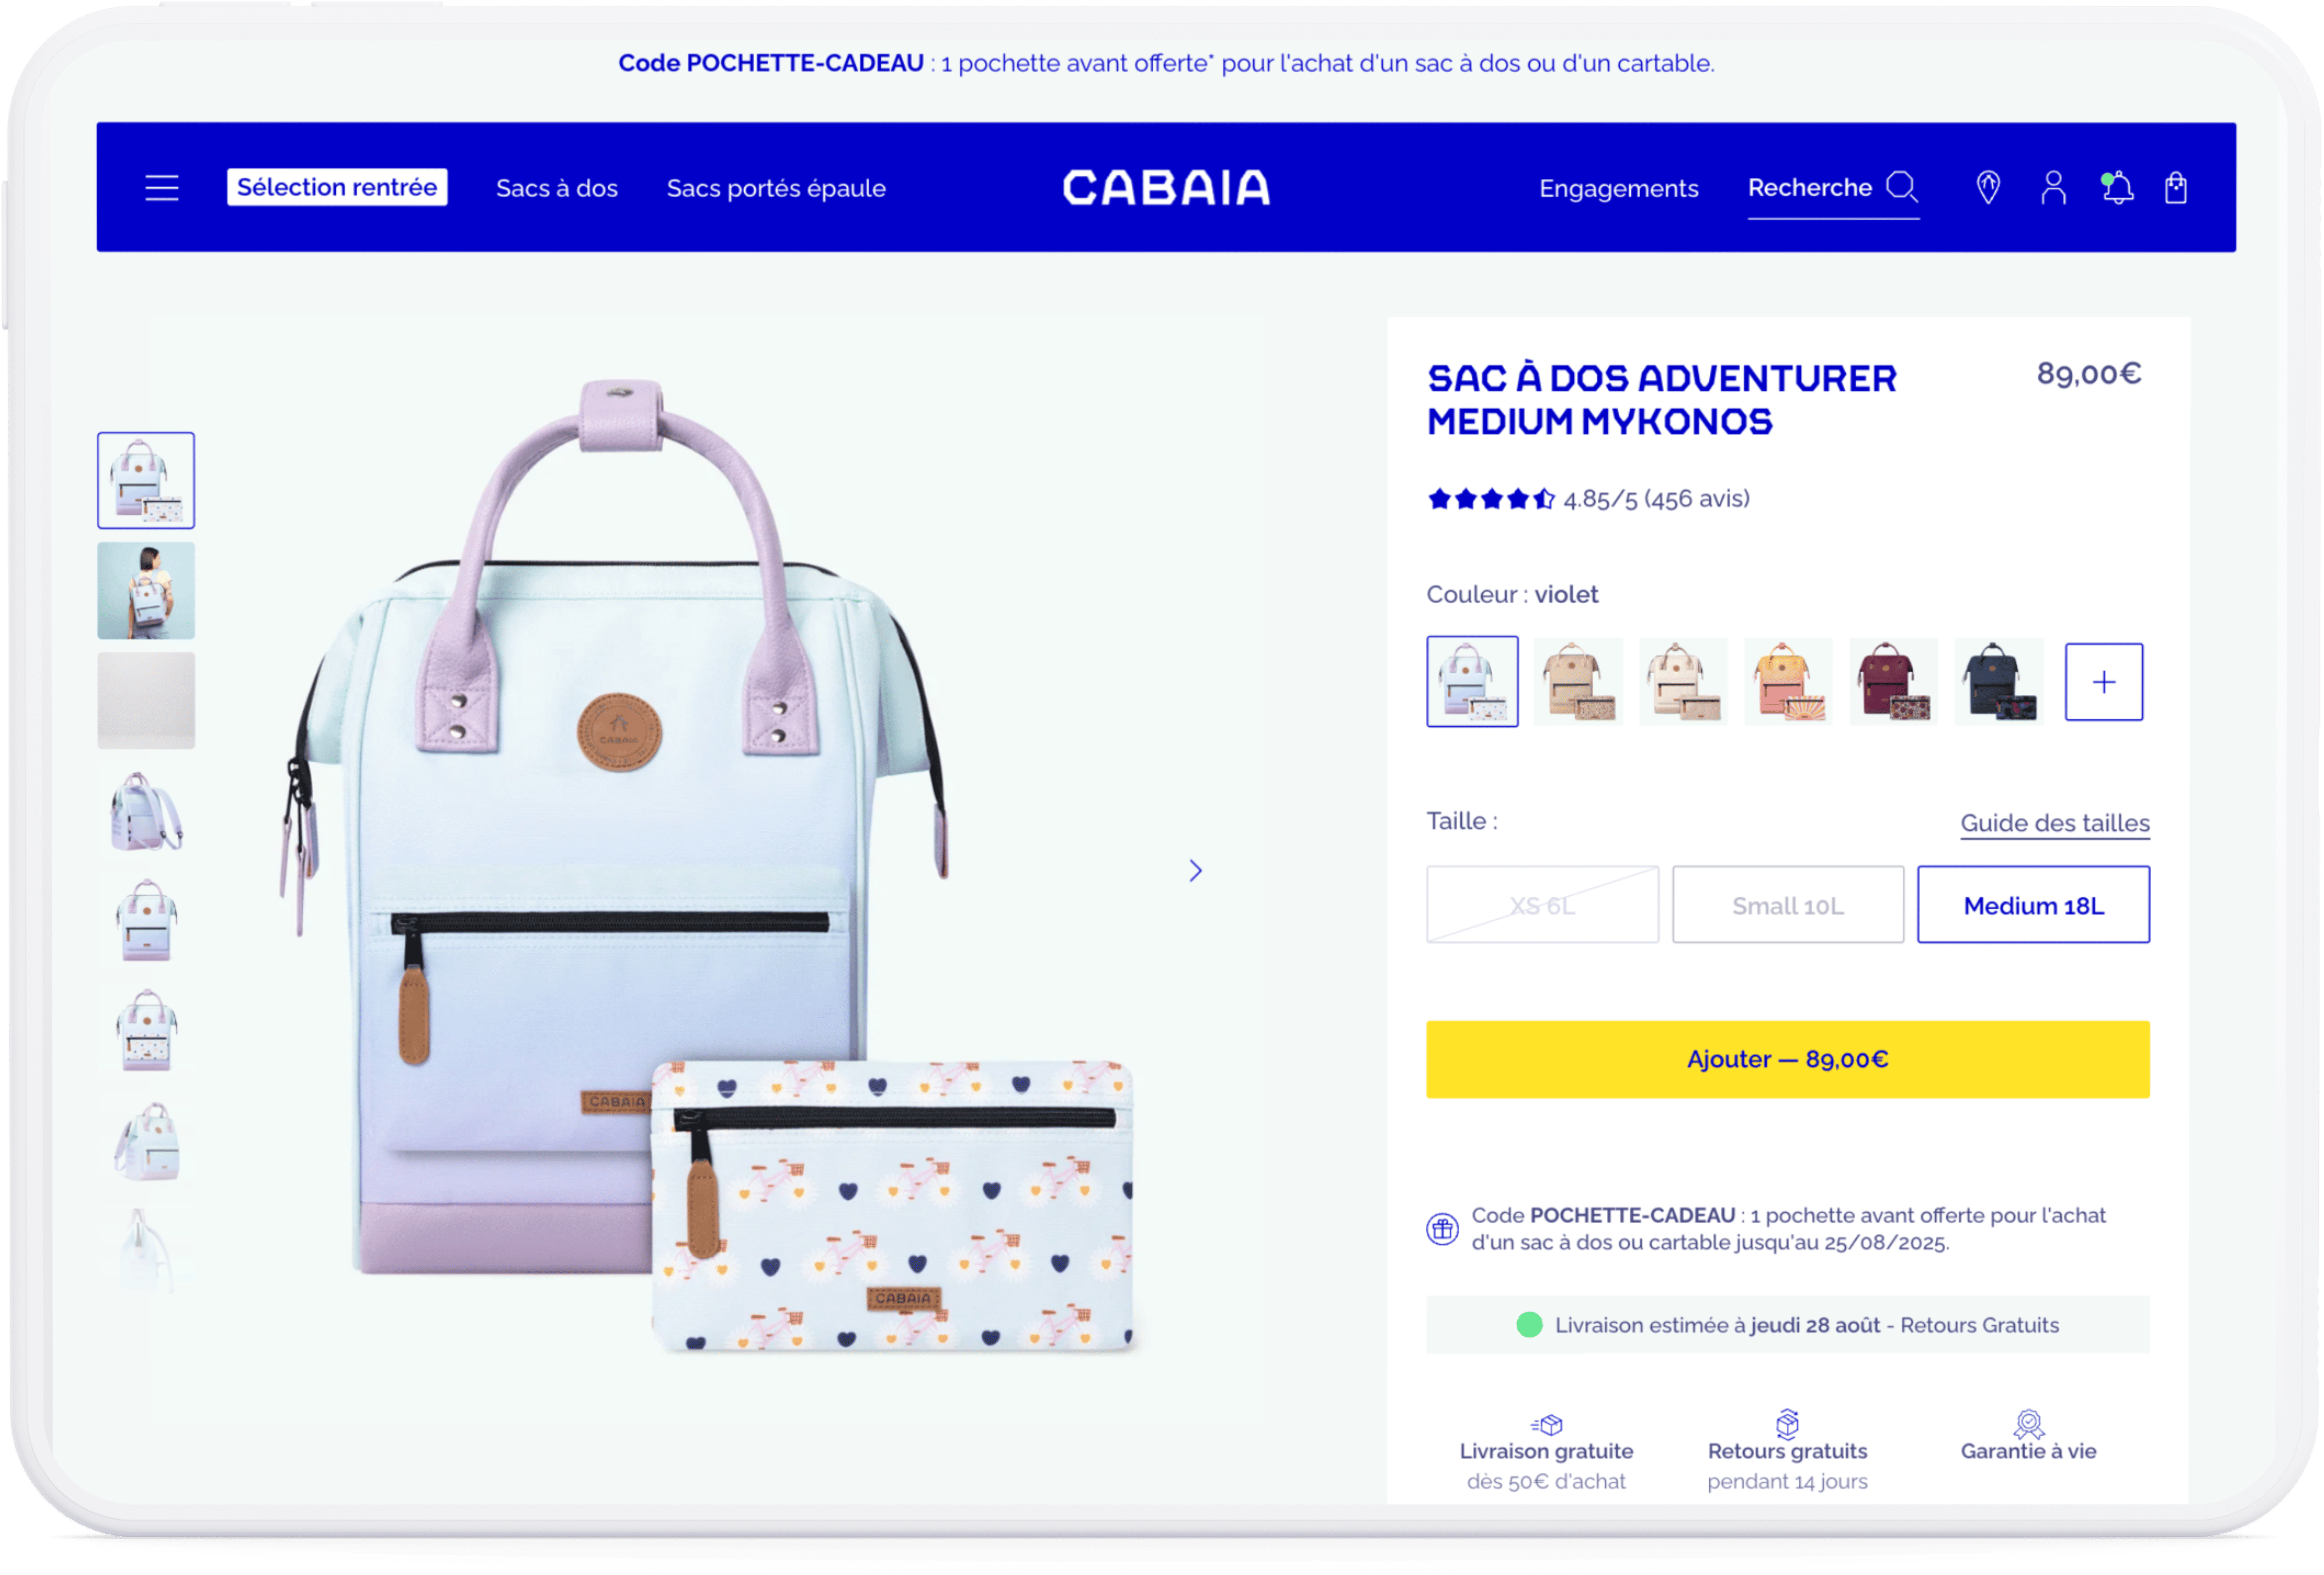 Code POCHETTE-CADEAU : 1 pochette avant offerte* pour l'achat d'un sac à dos ou d'un cartable.
Sélection rentrée
Sacs à dos
Sacs portés épaule
CABAIA
Engagements
Recherche
SAC À DOS ADVENTURER
MEDIUM MYKONOS
89,00€
4.85/5 (456 avis)
Couleur : violet
Taille :
Guide des tailles
XS 6L
Small 10L
Medium 18L
Ajouter — 89,00€
Code POCHETTE-CADEAU : 1 pochette avant offerte pour l'achat
d'un sac à dos ou cartable jusqu'au 25/08/2025.
Livraison estimée à jeudi 28 août - Retours Gratuits
Livraison gratuite
dès 50€ d'achat
Retours gratuits
pendant 14 jours
Garantie à vie
CABAIA
CABAIA
CABAIA